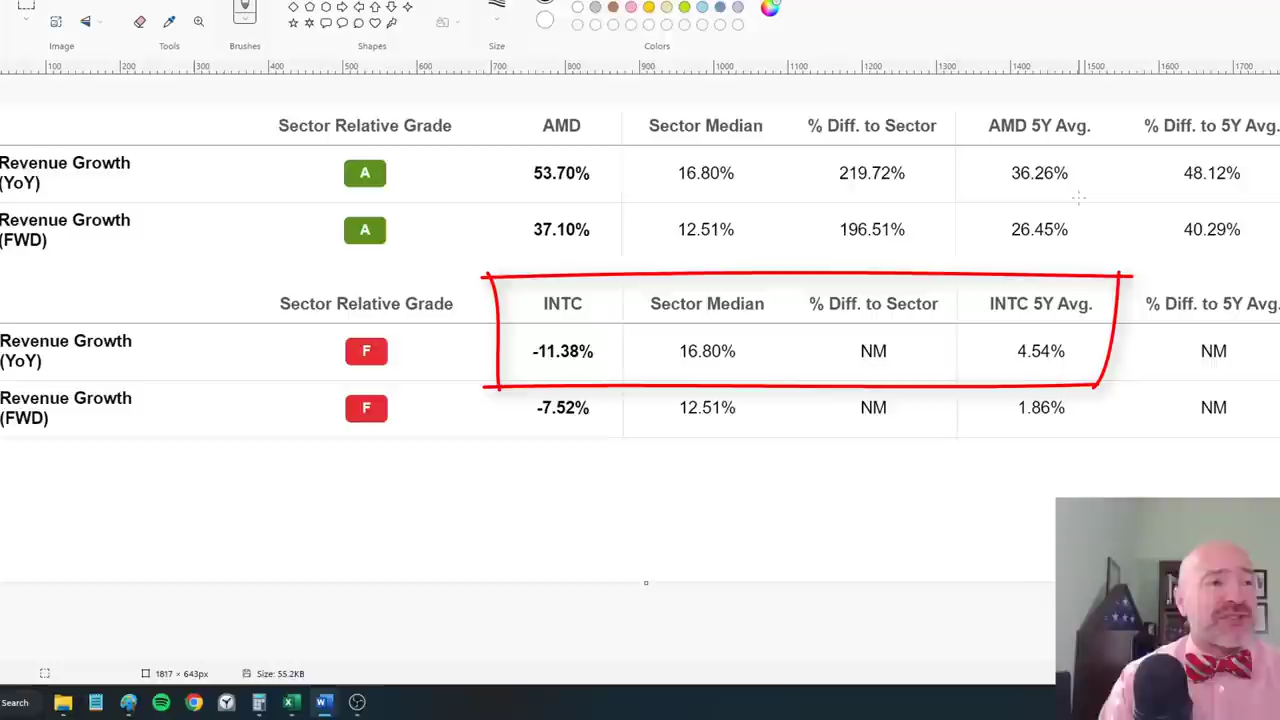 Image Tools Brushes Shapes Size Colors
100 200 300 400 500 600 700 800 900 1000 1100 1200 1300 1400 1500 1600 1700
Sector Relative Grade AMD Sector Median % Diff. to Sector AMD 5Y Avg. % Diff. to 5Y Avg.
Revenue Growth
(YoY) A 53.70% 16.80% 219.72% 36.26% 48.12%
Revenue Growth
(FWD) A 37.10% 12.51% 196.51% 26.45% 40.29%
Sector Relative Grade INTC Sector Median % Diff. to Sector INTC 5Y Avg. % Diff. to 5Y Avg.
Revenue Growth
(YoY) F -11.38% 16.80% NM 4.54% NM
Revenue Growth
(FWD) F -7.52% 12.51% NM 1.86% NM
1817 × 643px Size: 55.2KB
Search